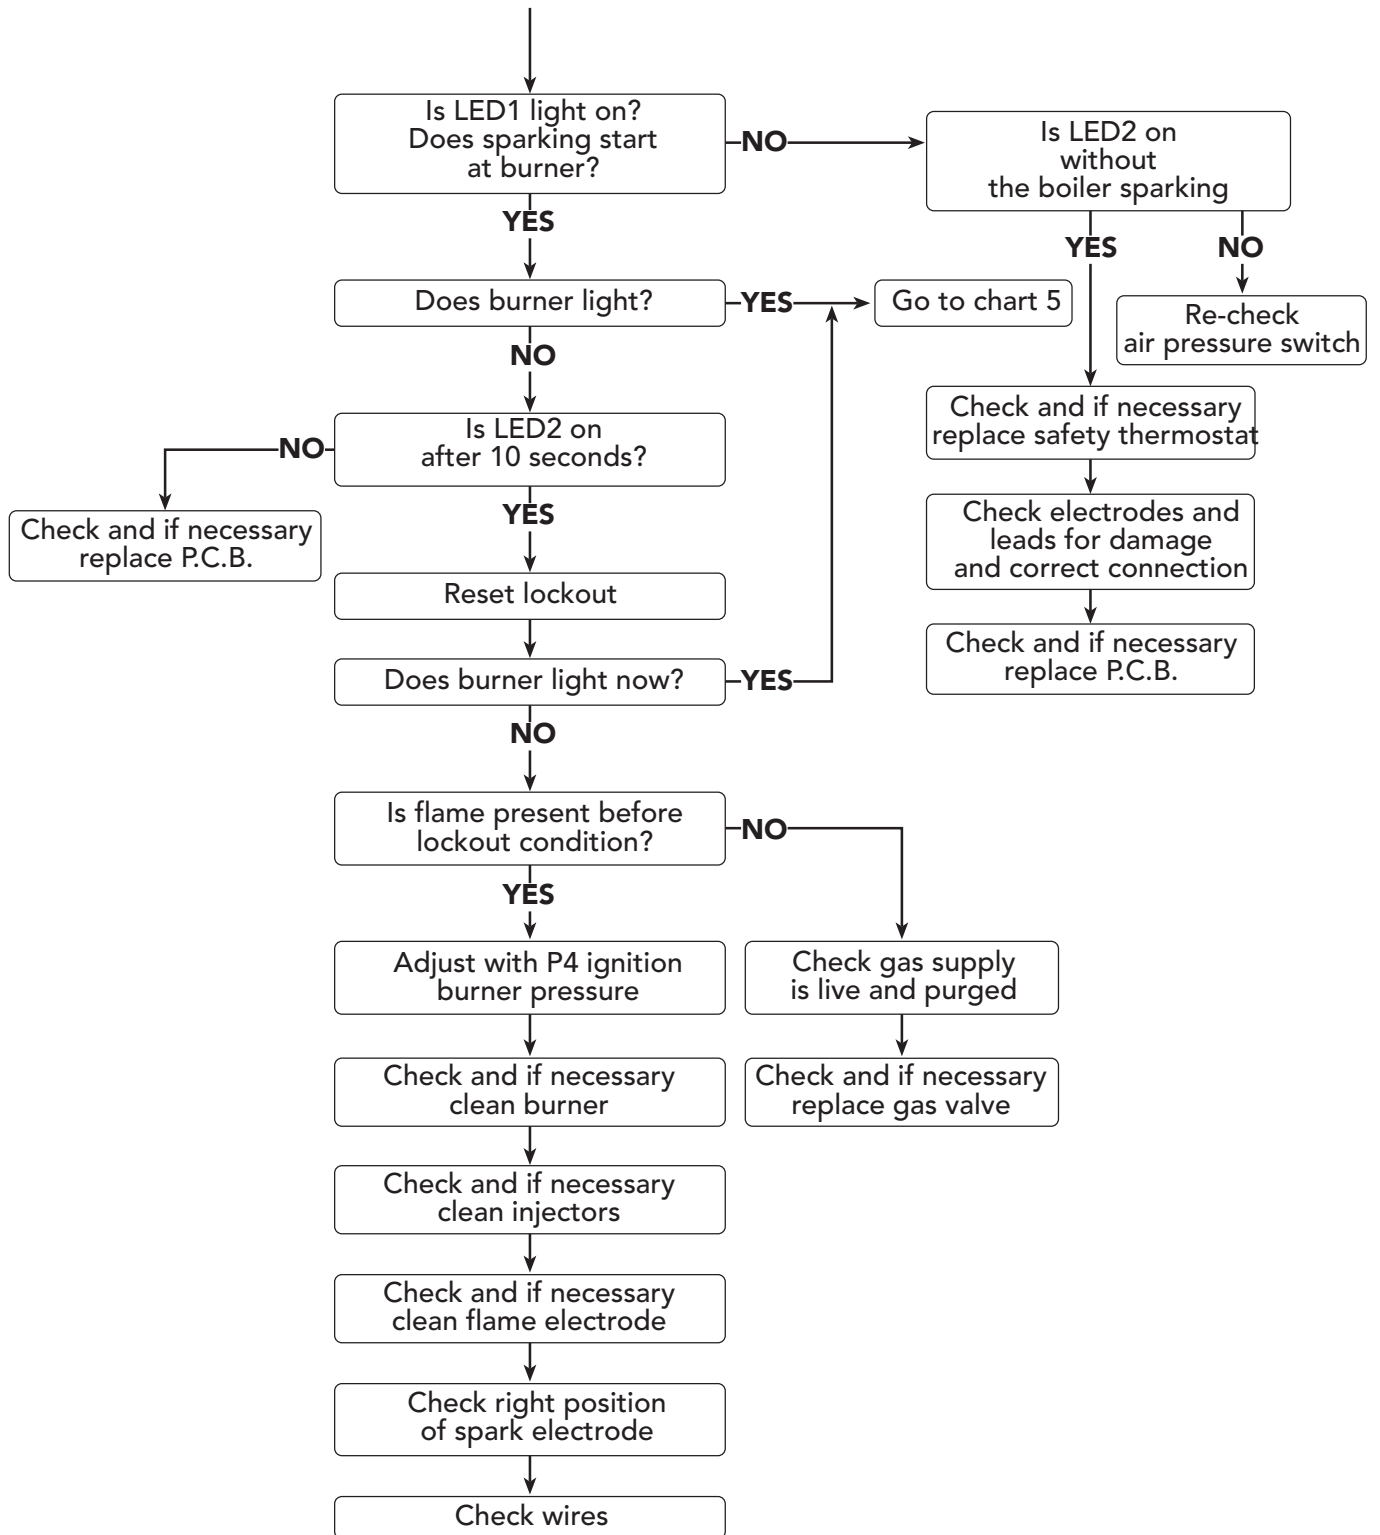 Is LED1 light on?
Does sparking start
at burner?
NO
Is LED2 on
without
the boiler sparking
YES
YES
NO
Does burner light?
YES
Go to chart 5
Re-check
air pressure switch
NO
Is LED2 on
after 10 seconds?
NO
Check and if necessary
replace safety thermostat
YES
Check and if necessary
replace P.C.B.
Check electrodes and
leads for damage
and correct connection
Reset lockout
Check and if necessary
replace P.C.B.
Does burner light now?
YES
NO
Is flame present before
lockout condition?
NO
YES
Adjust with P4 ignition
burner pressure
Check gas supply
is live and purged
Check and if necessary
clean burner
Check and if necessary
replace gas valve
Check and if necessary
clean injectors
Check and if necessary
clean flame electrode
Check right position
of spark electrode
Check wires